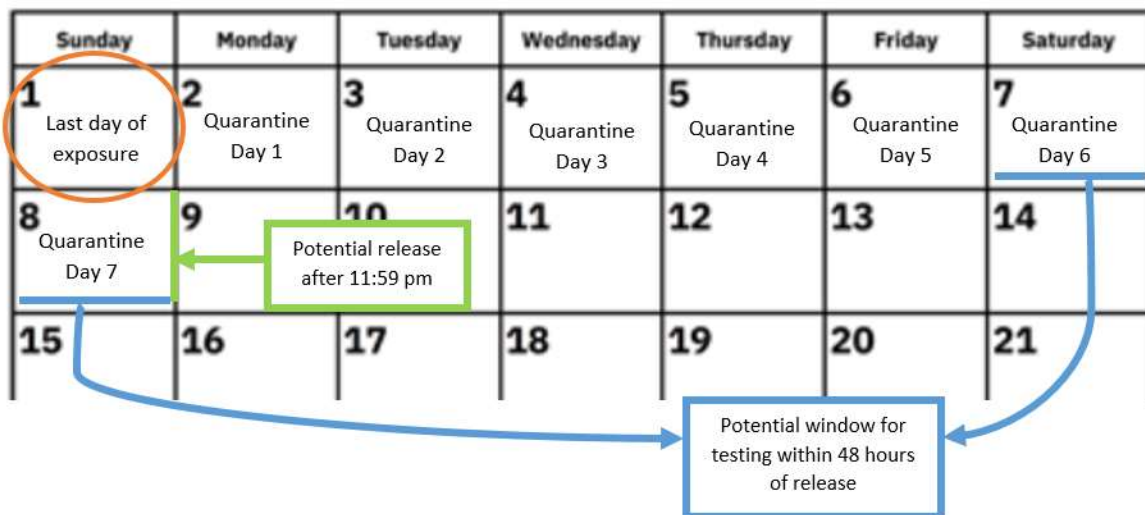 Sunday Monday Tuesday Wednesday Thursday Friday Saturday
1 2 3 4 5 6 7
Last day of
exposure
Quarantine
Day 1
Quarantine
Day 2
Quarantine
Day 3
Quarantine
Day 4
Quarantine
Day 5
Quarantine
Day 6
8 9 10 11 12 13 14
Quarantine
Day 7
Potential release
after 11:59 pm
15 16 17 18 19 20 21
Potential window for
testing within 48 hours
of release